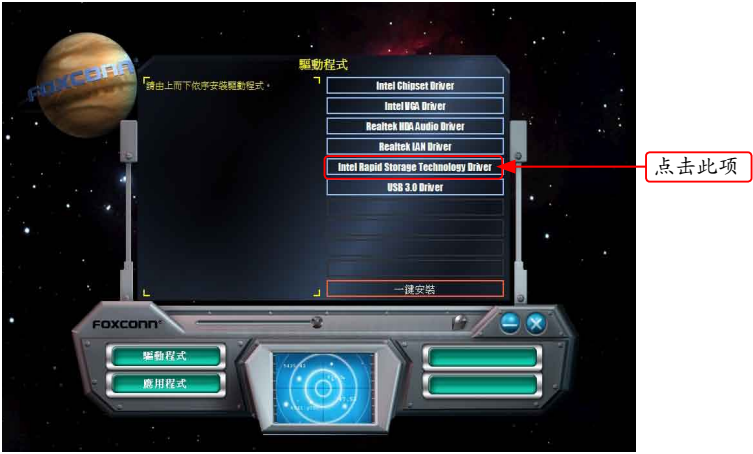 FOXCONN
驅動程式
請由上而下依序安裝驅動程式。
Intel Chipset Driver
Intel VGA Driver
Realtek HDA Audio Driver
Realtek LAN Driver
Intel Rapid Storage Technology Driver
点击此项
USB 3.0 Driver
一鍵安裝
FOXCONN®
驅動程式
應用程式